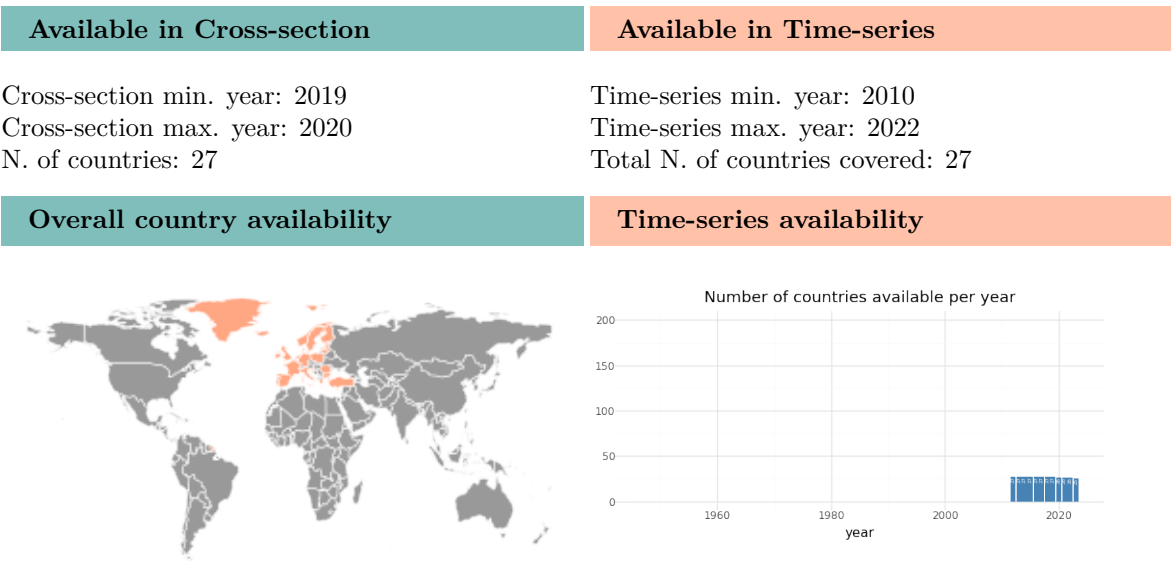 Available in Cross-section
Available in Time-series
Cross-section min. year: 2019
Cross-section max. year: 2020
N. of countries: 27
Time-series min. year: 2010
Time-series max. year: 2022
Total N. of countries covered: 27
Overall country availability
Time-series availability
Number of countries available per year
200
150
100
50
0
1960
1980
2000
2020
year